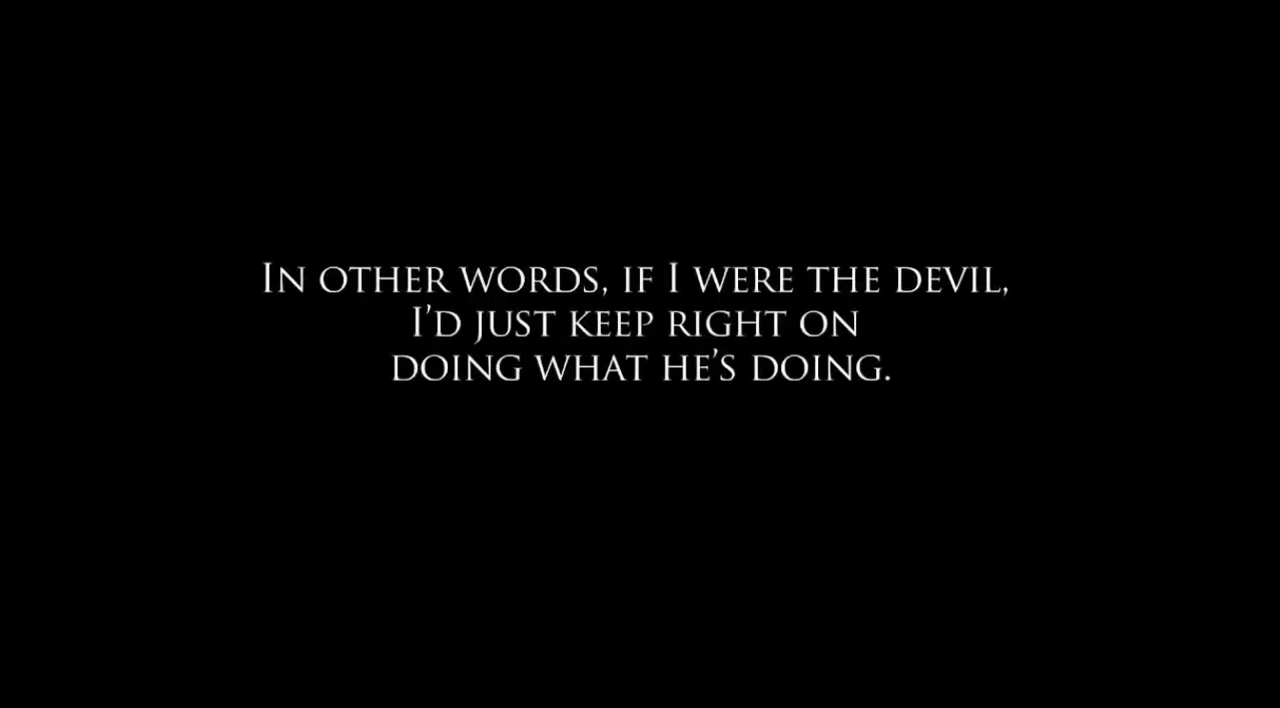 In other words, if I were the devil,
I’d just keep right on
doing what he’s doing.